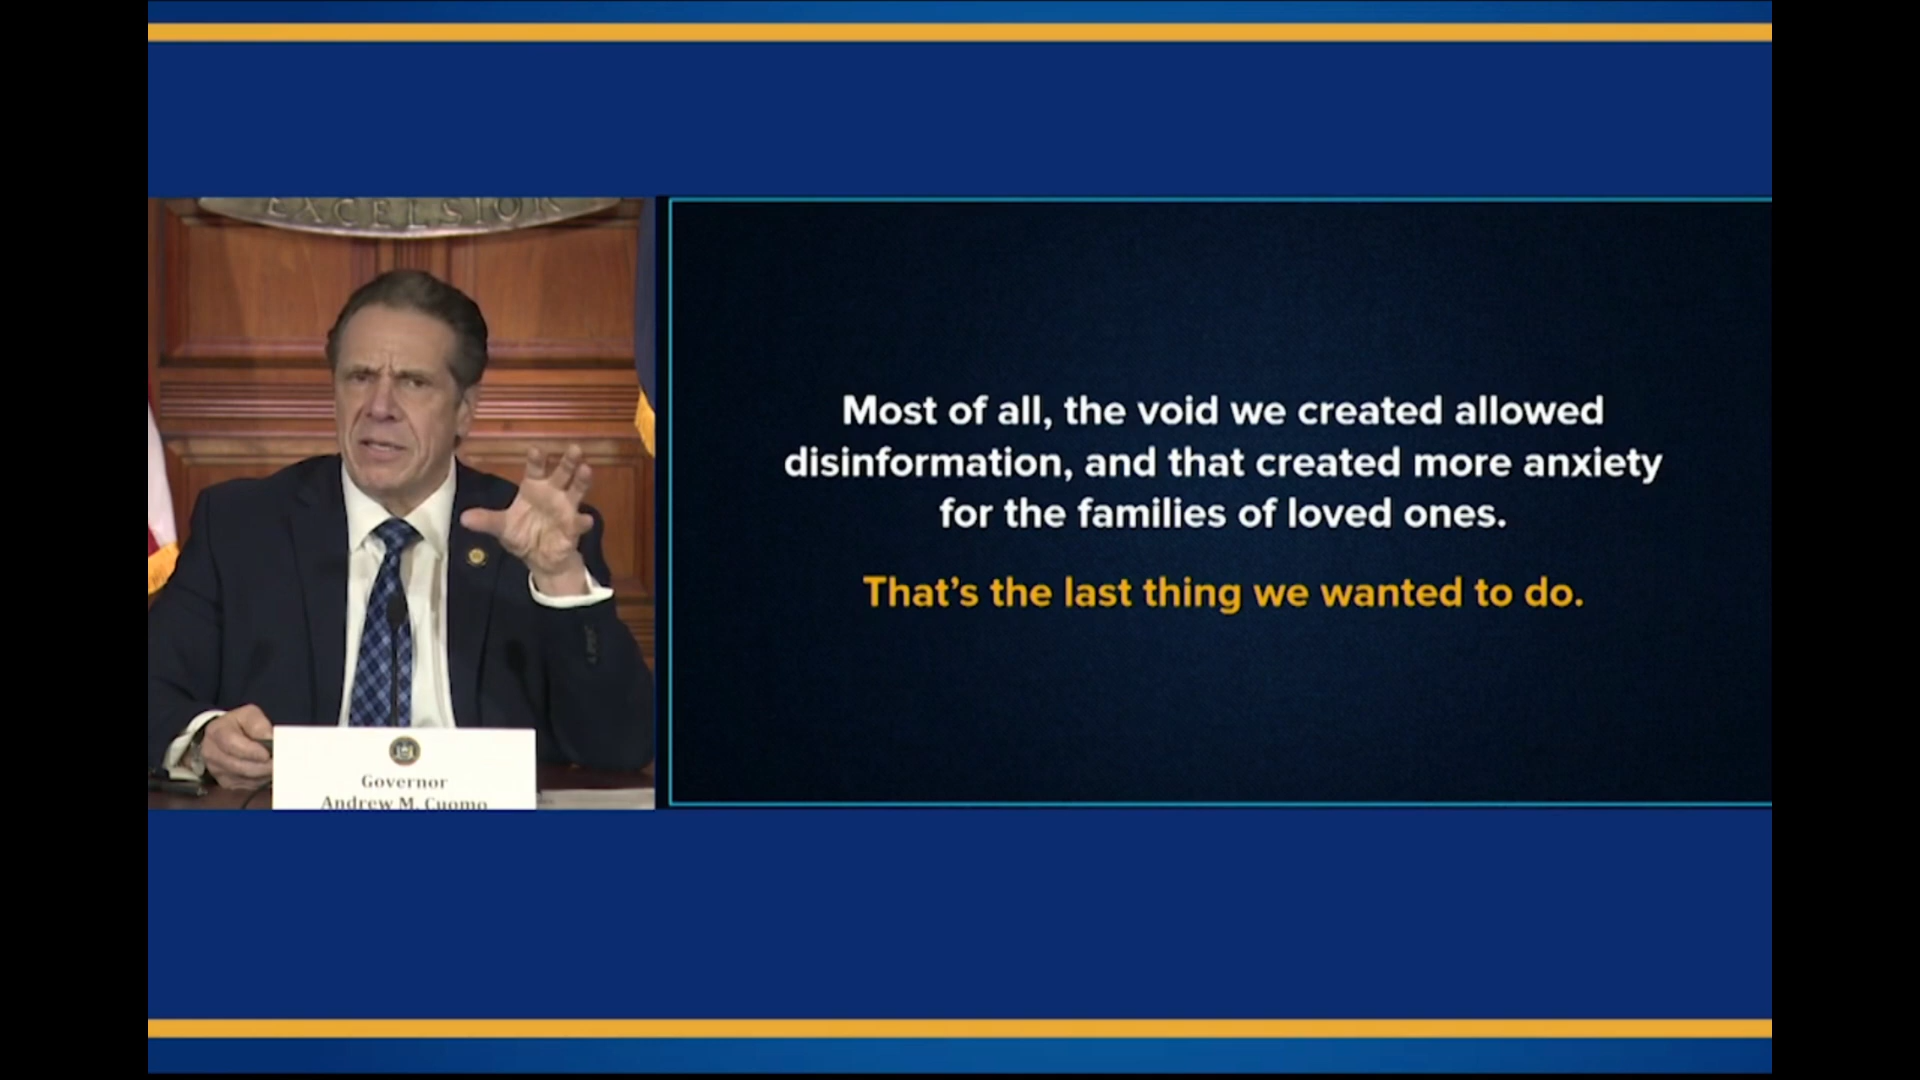 EXCELSIOR
Most of all, the void we created allowed
disinformation, and that created more anxiety
for the families of loved ones.
That's the last thing we wanted to do.
Governor
Andrew M. Cuomo